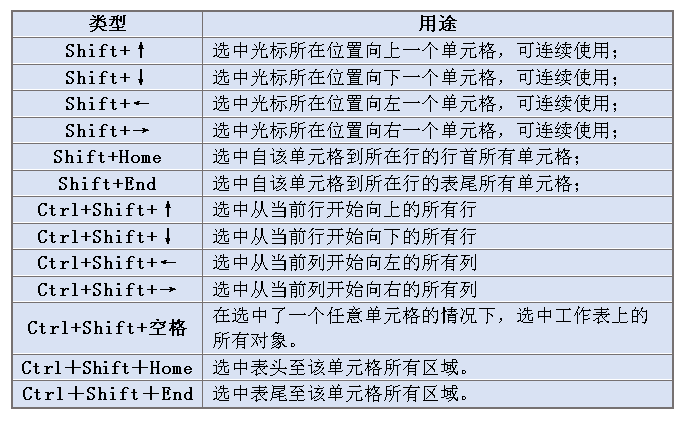 类型 用途
Shift+↑ 选中光标所在位置向上一个单元格，可连续使用；
Shift+↓ 选中光标所在位置向下一个单元格，可连续使用；
Shift+← 选中光标所在位置向左一个单元格，可连续使用；
Shift+→ 选中光标所在位置向右一个单元格，可连续使用；
Shift+Home 选中自该单元格到所在行的行首所有单元格；
Shift+End 选中自该单元格到所在行的表尾所有单元格；
Ctrl+Shift+↑ 选中从当前行开始向上的所有行
Ctrl+Shift+↓ 选中从当前行开始向下的所有行
Ctrl+Shift+← 选中从当前列开始向左的所有列
Ctrl+Shift+→ 选中从当前列开始向右的所有列
Ctrl+Shift+空格 在选中了一个任意单元格的情况下，选中工作表上的
所有对象。
Ctrl＋Shift＋Home 选中表头至该单元格所有区域。
Ctrl＋Shift＋End 选中表尾至该单元格所有区域。